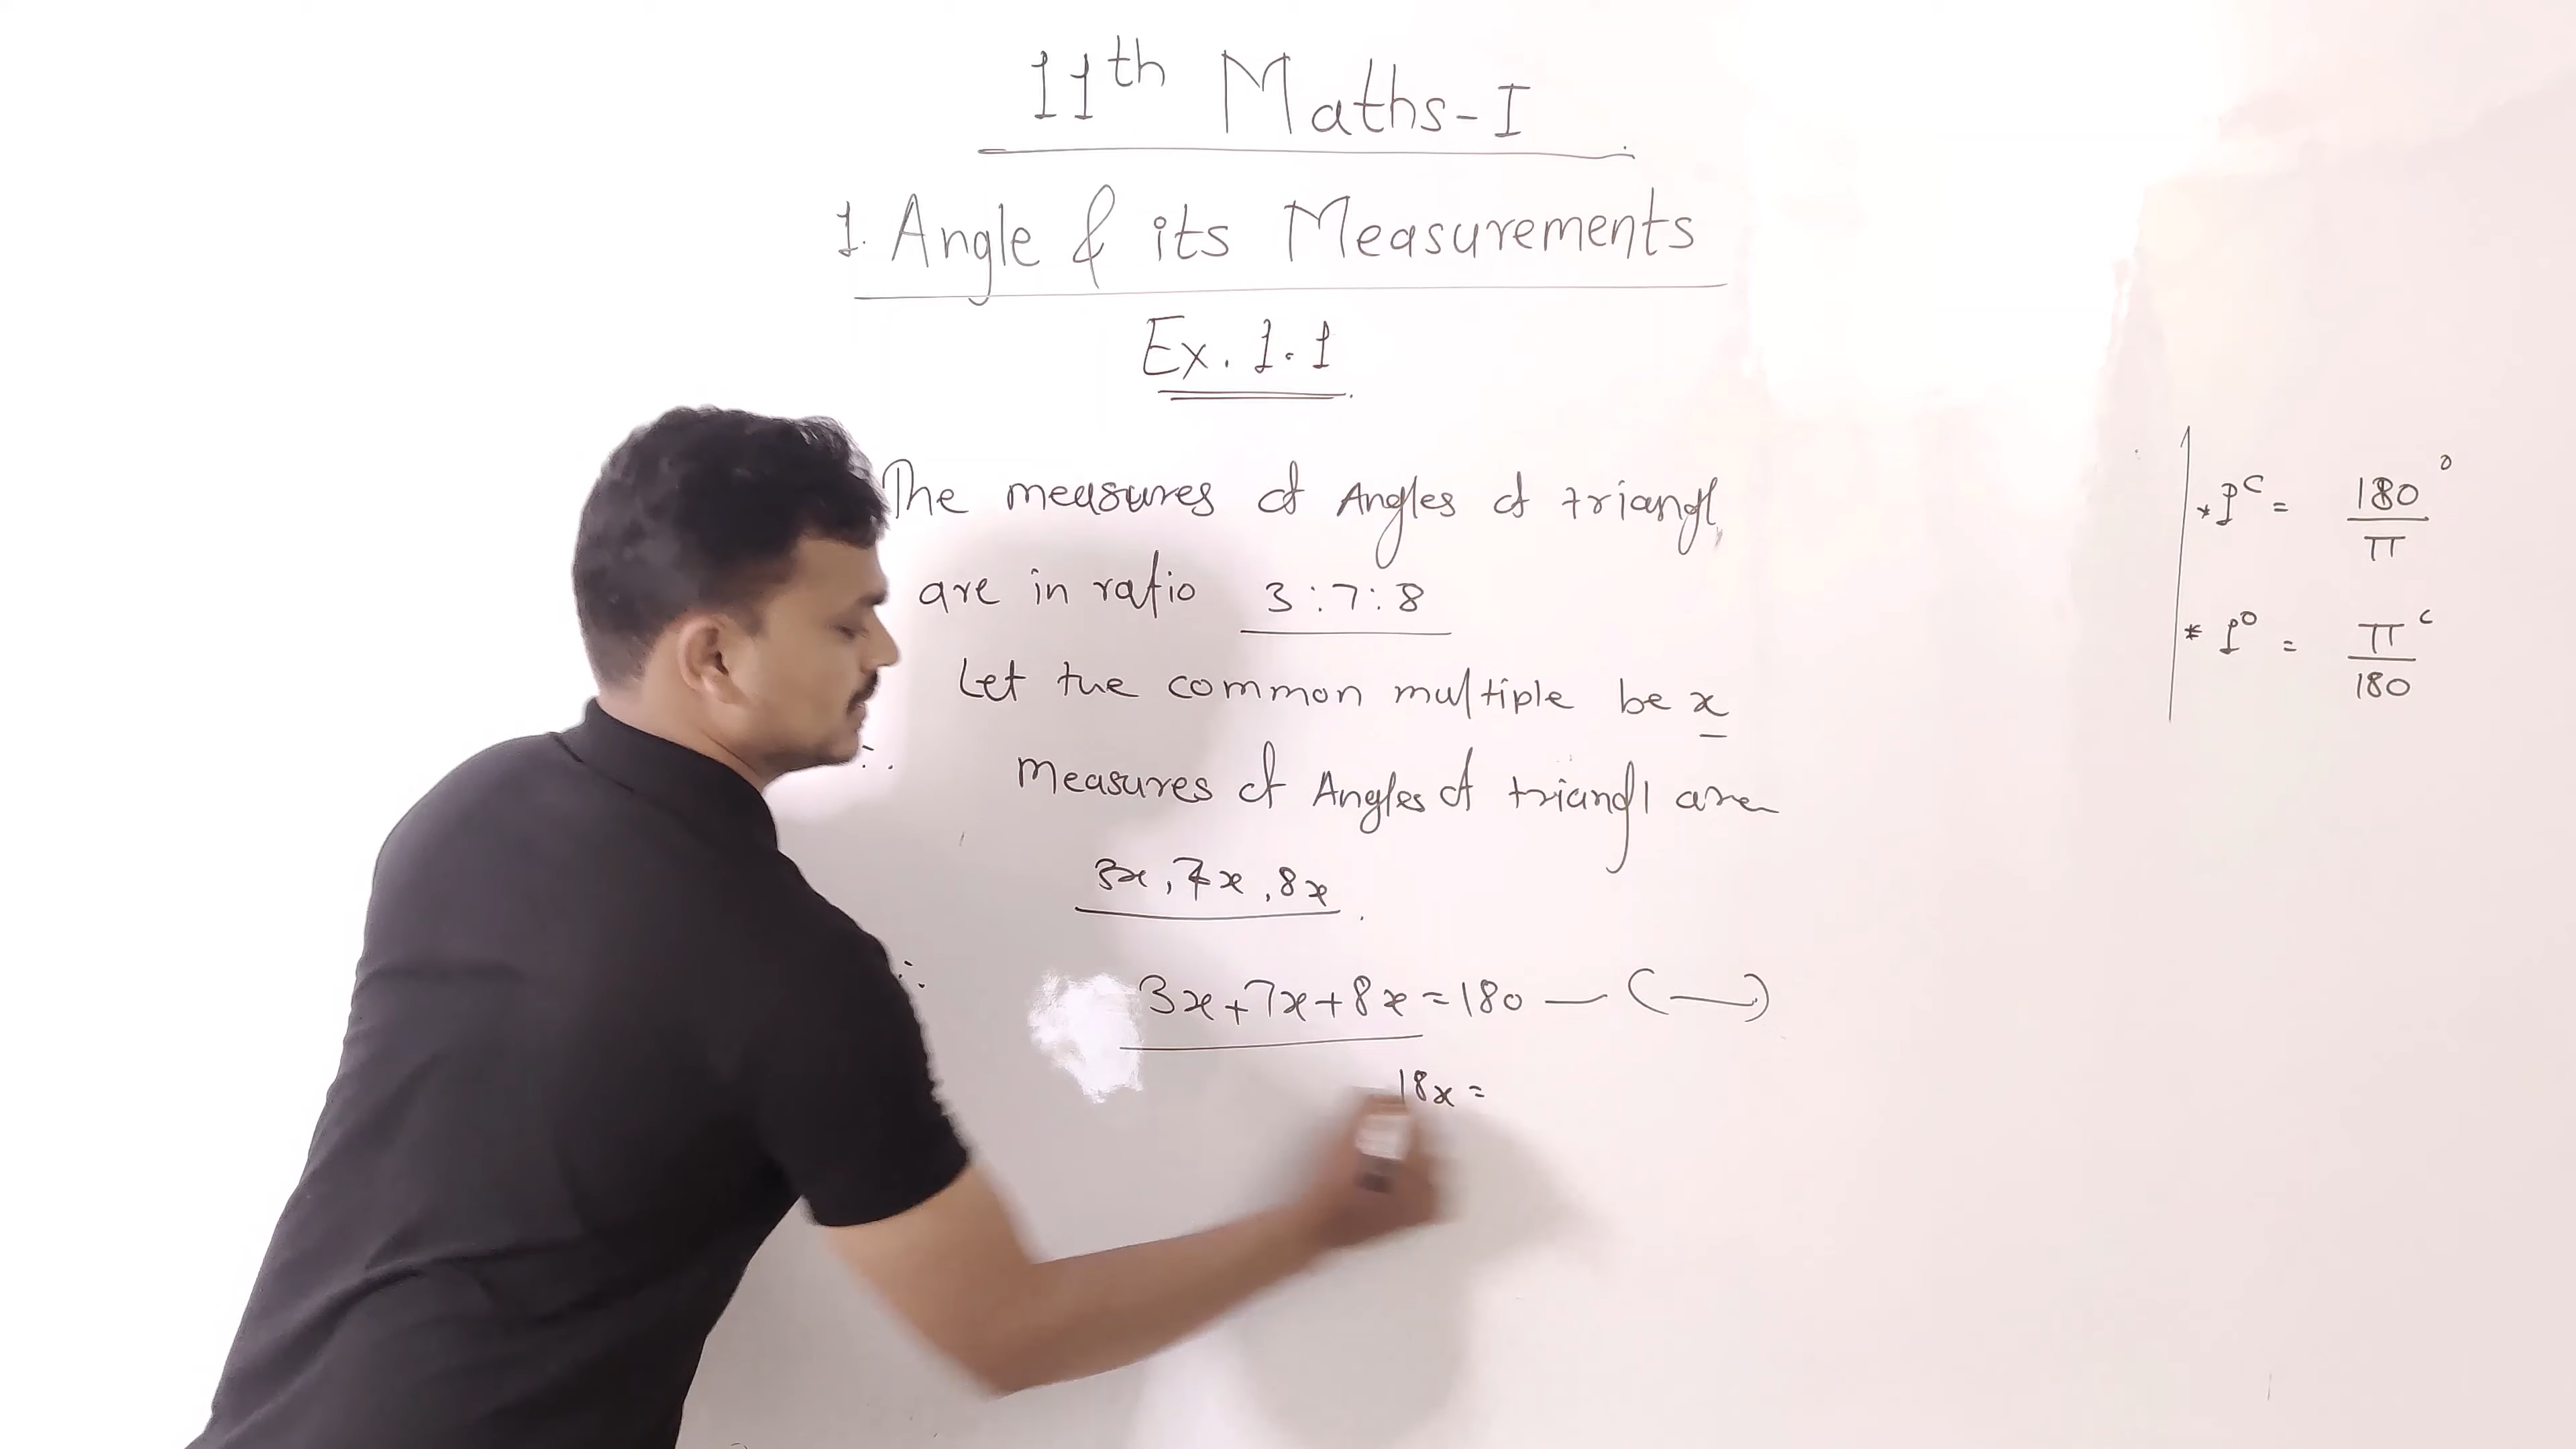 11th Maths-I
1. Angle & its Measurements
Ex. 1.1
The measures of Angles of triangl
are in ratio 3:7:8
Let the common multiple be x
∴ Measures of Angles of triangl are
3x, 7x, 8x.
∴ 3x+7x+8x=180 — ( — )
18x =
* 1ᶜ = 180°/π
* 1° = πᶜ/180